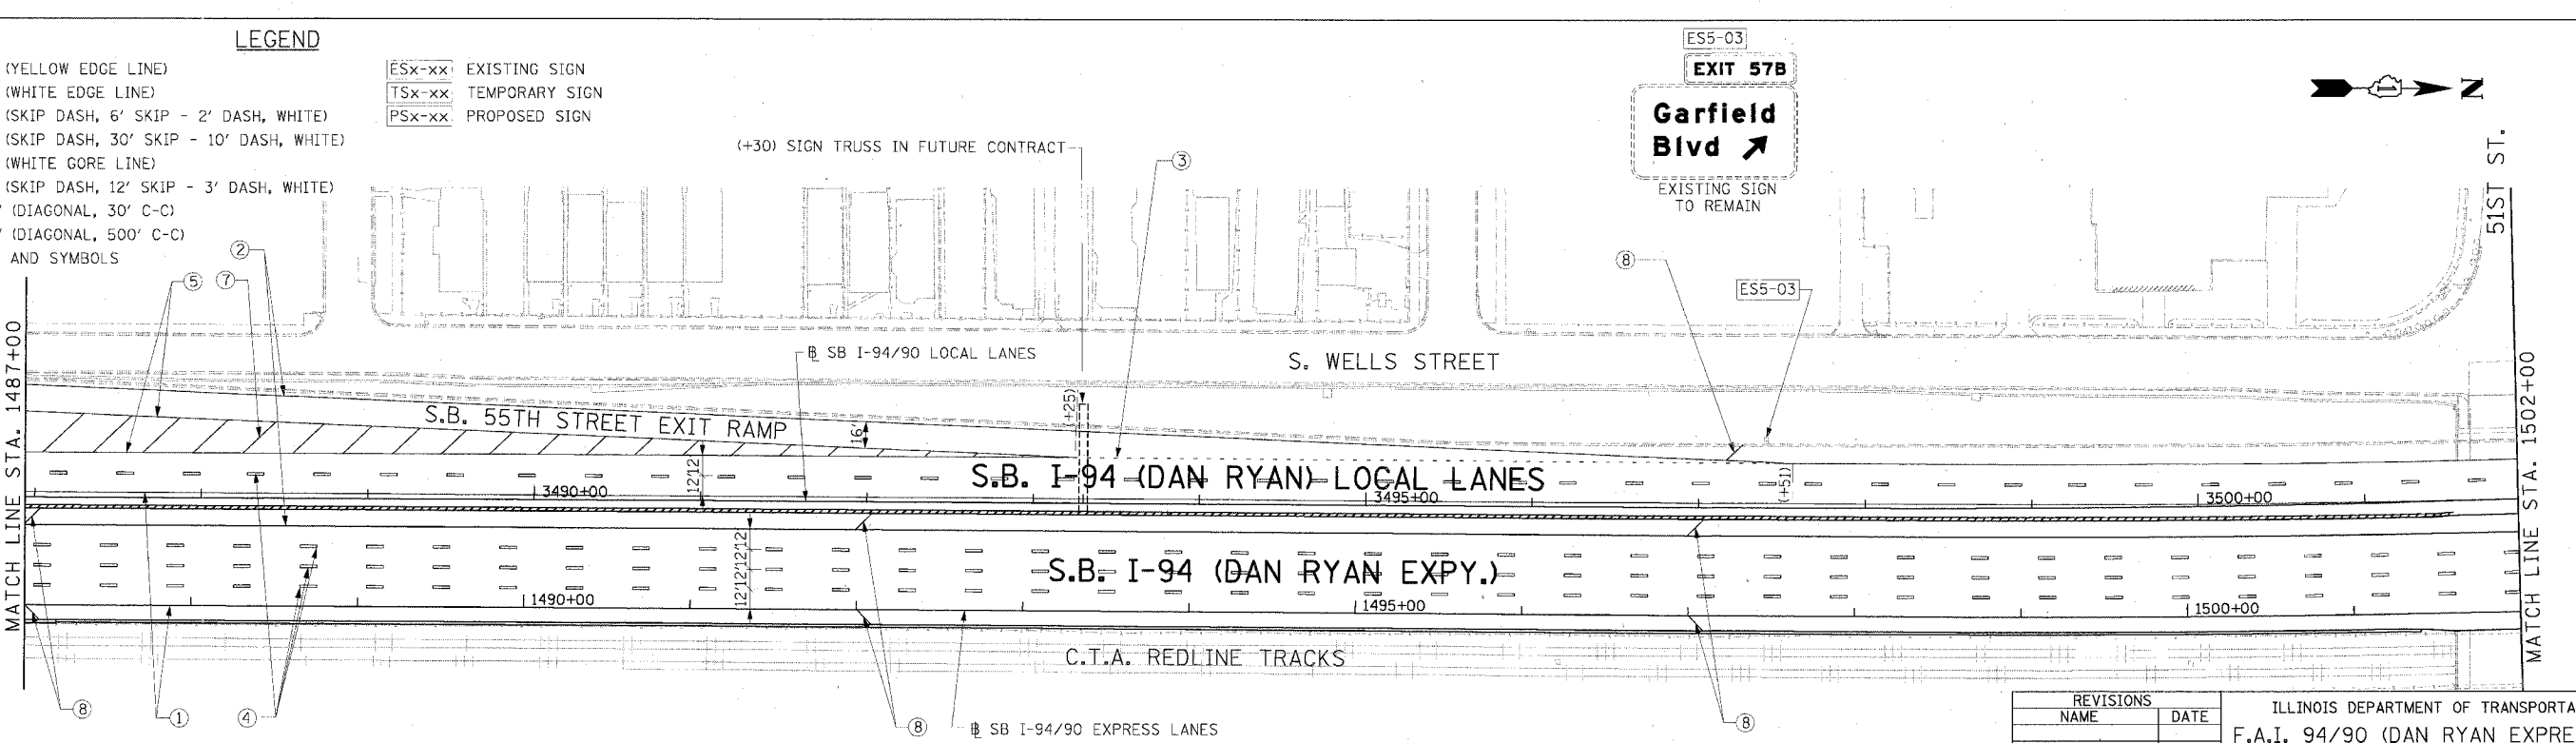 LEGEND
(YELLOW EDGE LINE)
(WHITE EDGE LINE)
(SKIP DASH, 6' SKIP - 2' DASH, WHITE)
(SKIP DASH, 30' SKIP - 10' DASH, WHITE)
(WHITE GORE LINE)
(SKIP DASH, 12' SKIP - 3' DASH, WHITE)
' (DIAGONAL, 30' C-C)
' (DIAGONAL, 500' C-C)
AND SYMBOLS
ESx-xx EXISTING SIGN
TSx-xx TEMPORARY SIGN
PSx-xx PROPOSED SIGN
(+30) SIGN TRUSS IN FUTURE CONTRACT
3
ES5-03
EXIT 57B
Garfield
Blvd ↗
EXISTING SIGN
TO REMAIN
N
51ST ST.
2
5
7
8
ES5-03
MATCH LINE STA. 1487+00
℄ SB I-94/90 LOCAL LANES
S. WELLS STREET
MATCH LINE STA. 1502+00
S.B. 55TH STREET EXIT RAMP
16'
(+25)
12'12'
S.B. I-94 (DAN RYAN) LOCAL LANES
(+51)
3490+00
3495+00
3500+00
12'12'12'12'
S.B. I-94 (DAN RYAN EXPY.)
1490+00
1495+00
1500+00
C.T.A. REDLINE TRACKS
8
1
4
8
℄ SB I-94/90 EXPRESS LANES
8
REVISIONS
NAME DATE
ILLINOIS DEPARTMENT OF TRANSPORTA
F.A.I. 94/90 (DAN RYAN EXPRE